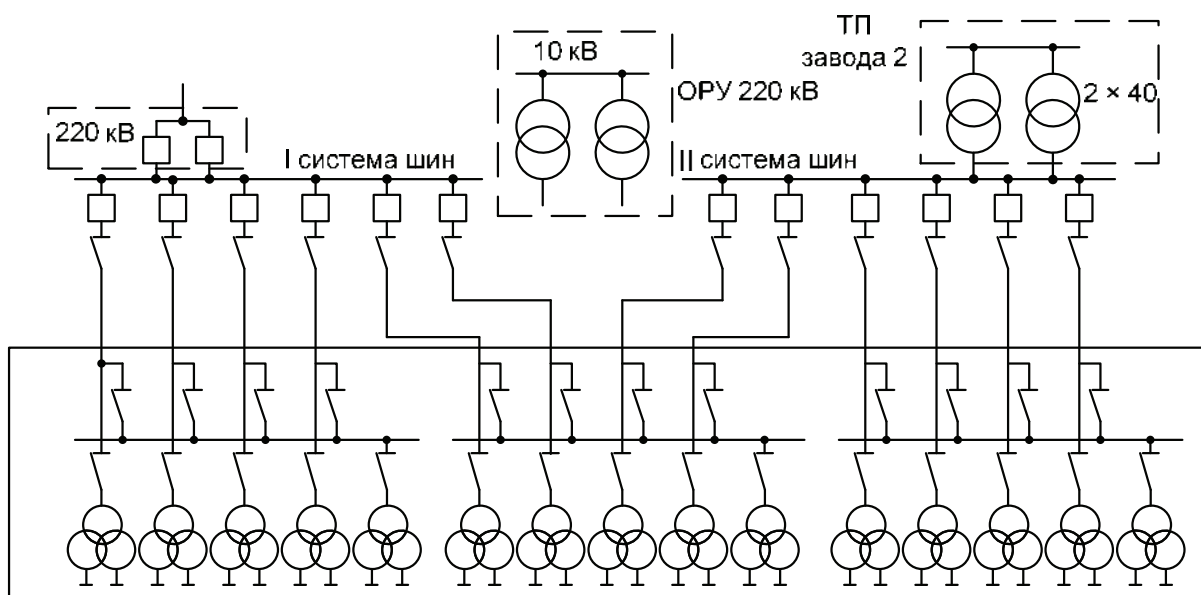 10 кВ
ТП
завода 2
ОРУ 220 кВ
2 × 40
220 кВ
I система шин
II система шин